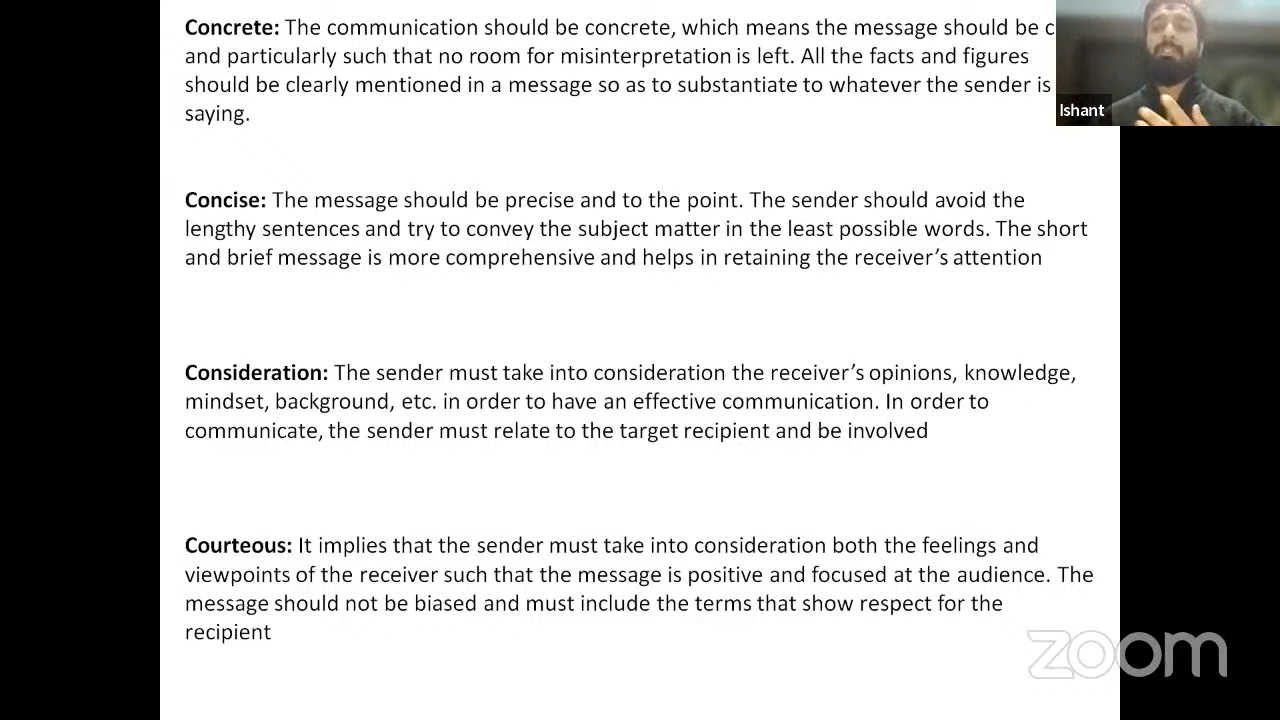 Concrete: The communication should be concrete, which means the message should be c
and particularly such that no room for misinterpretation is left. All the facts and figures
should be clearly mentioned in a message so as to substantiate to whatever the sender is
saying.
Ishant
Concise: The message should be precise and to the point. The sender should avoid the
lengthy sentences and try to convey the subject matter in the least possible words. The short
and brief message is more comprehensive and helps in retaining the receiver’s attention
Consideration: The sender must take into consideration the receiver’s opinions, knowledge,
mindset, background, etc. in order to have an effective communication. In order to
communicate, the sender must relate to the target recipient and be involved
Courteous: It implies that the sender must take into consideration both the feelings and
viewpoints of the receiver such that the message is positive and focused at the audience. The
message should not be biased and must include the terms that show respect for the
recipient
zoom